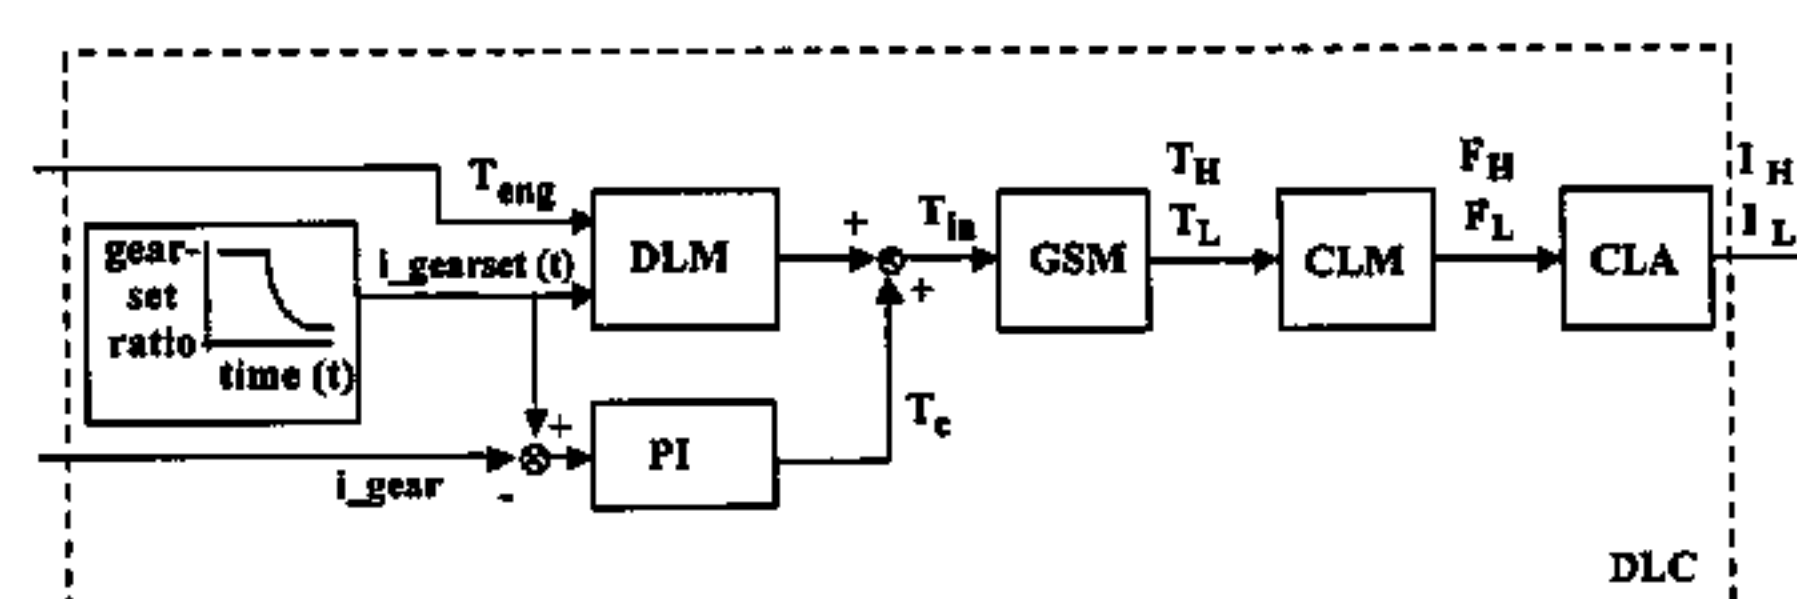 T_eng
gear-
set
ratio
time (t)
i_gearset (t)
DLM
+
T_in
+
GSM
T_H
T_L
CLM
F_H
F_L
CLA
I_H
I_L
i_gear
+
-
PI
T_c
DLC